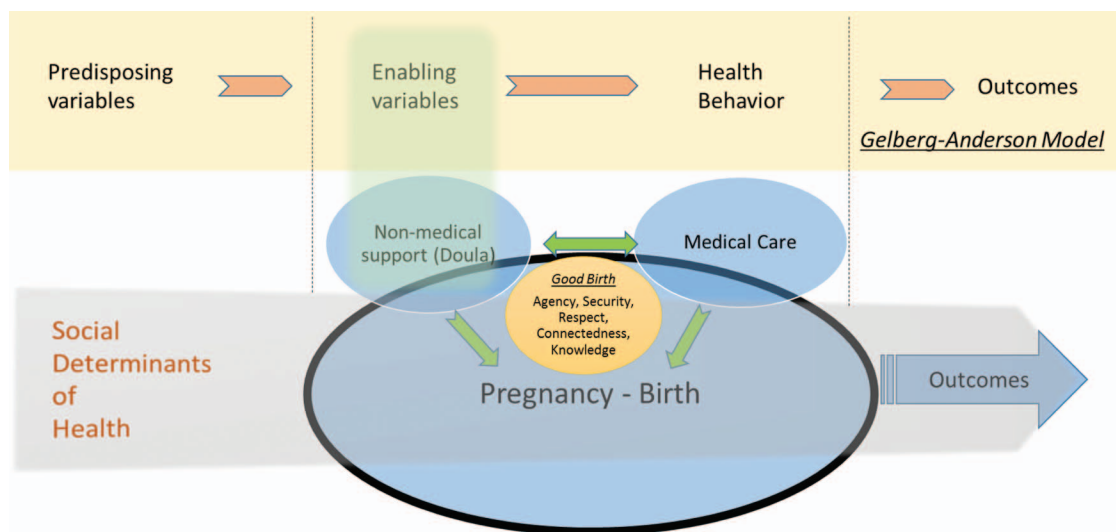 Predisposing
variables
Enabling
variables
Health
Behavior
Outcomes
Gelberg-Anderson Model
Non-medical
support (Doula)
Medical Care
Good Birth
Agency, Security,
Respect,
Connectedness,
Knowledge
Social
Determinants
of
Health
Pregnancy - Birth
Outcomes